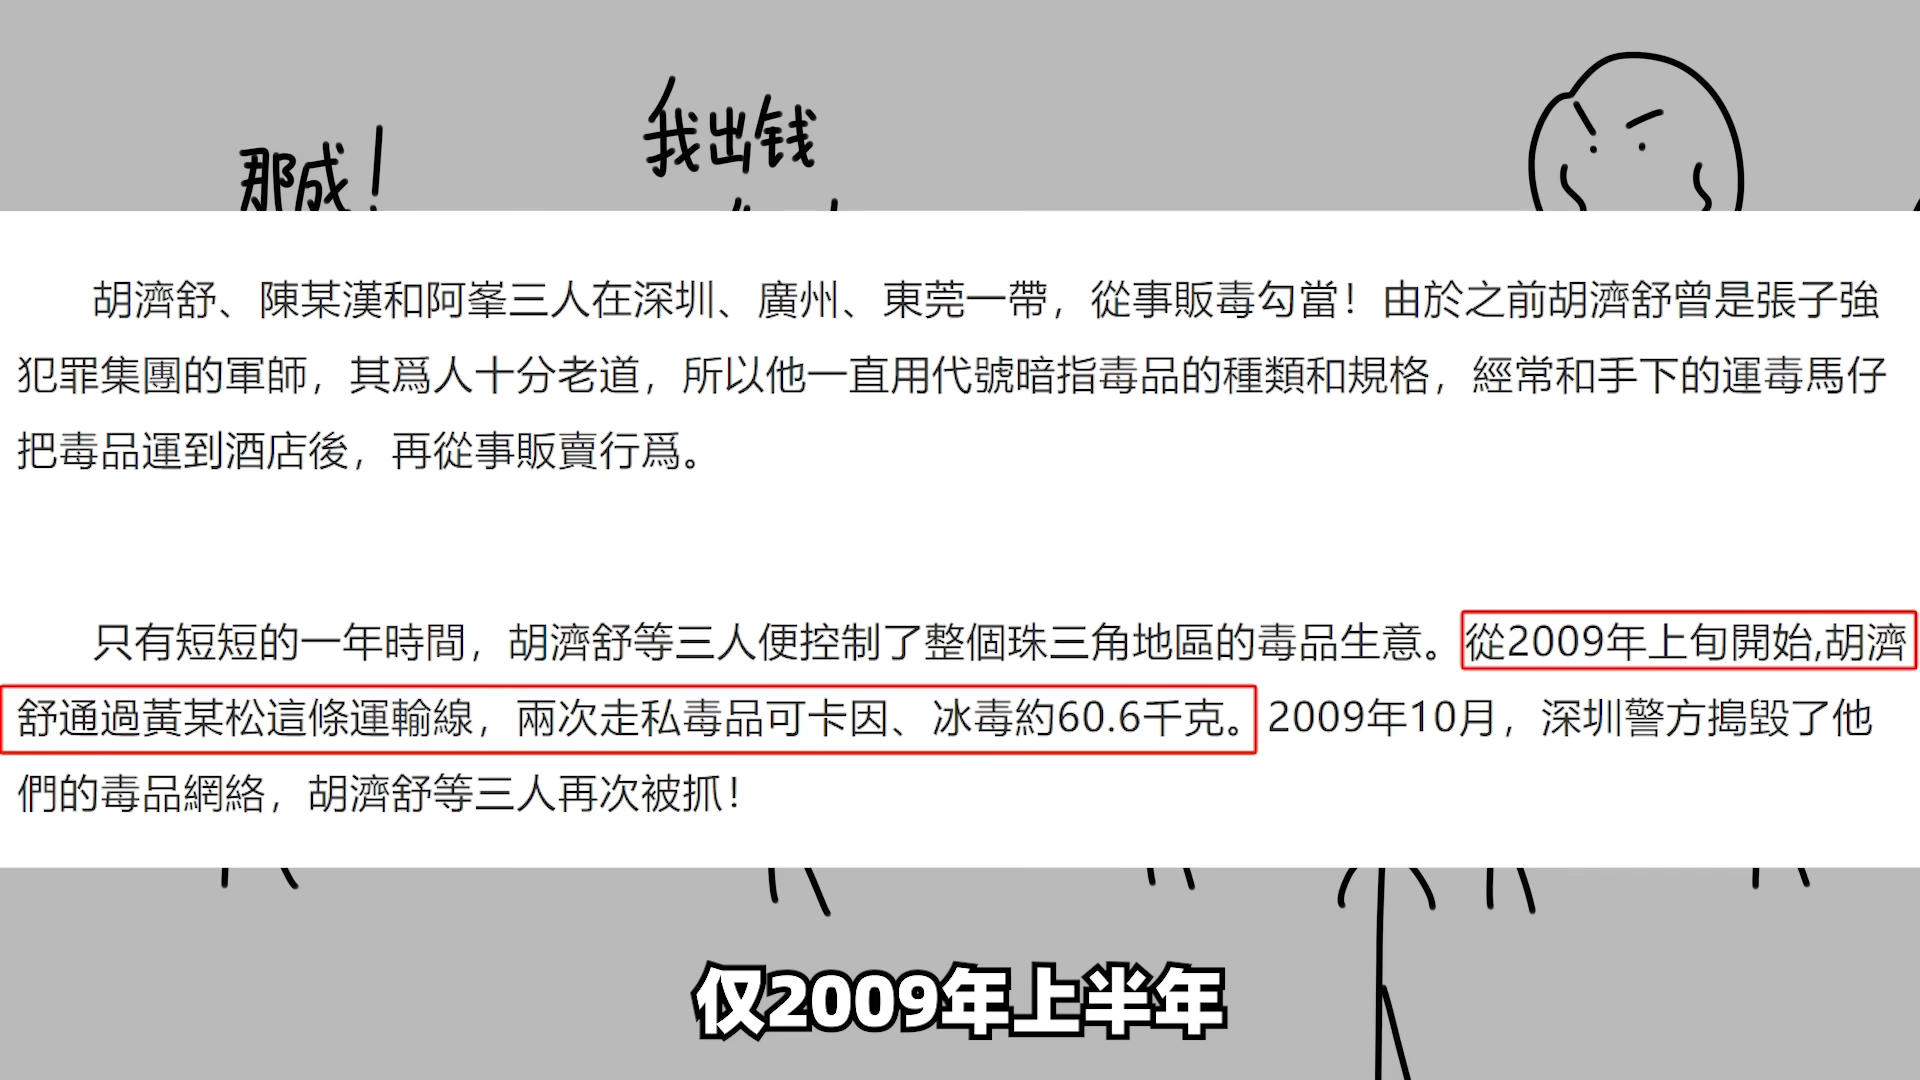 那成！
我出钱
胡濟舒、陳某漢和阿峯三人在深圳、廣州、東莞一帶，從事販毒勾當！由於之前胡濟舒曾是張子強
犯罪集團的軍師，其爲人十分老道，所以他一直用代號暗指毒品的種類和規格，經常和手下的運毒馬仔
把毒品運到酒店後，再從事販賣行爲。
只有短短的一年時間，胡濟舒等三人便控制了整個珠三角地區的毒品生意。從2009年上旬開始,胡濟
舒通過黃某松這條運輸線，兩次走私毒品可卡因、冰毒約60.6千克。2009年10月，深圳警方搗毀了他
們的毒品網絡，胡濟舒等三人再次被抓！
仅2009年上半年